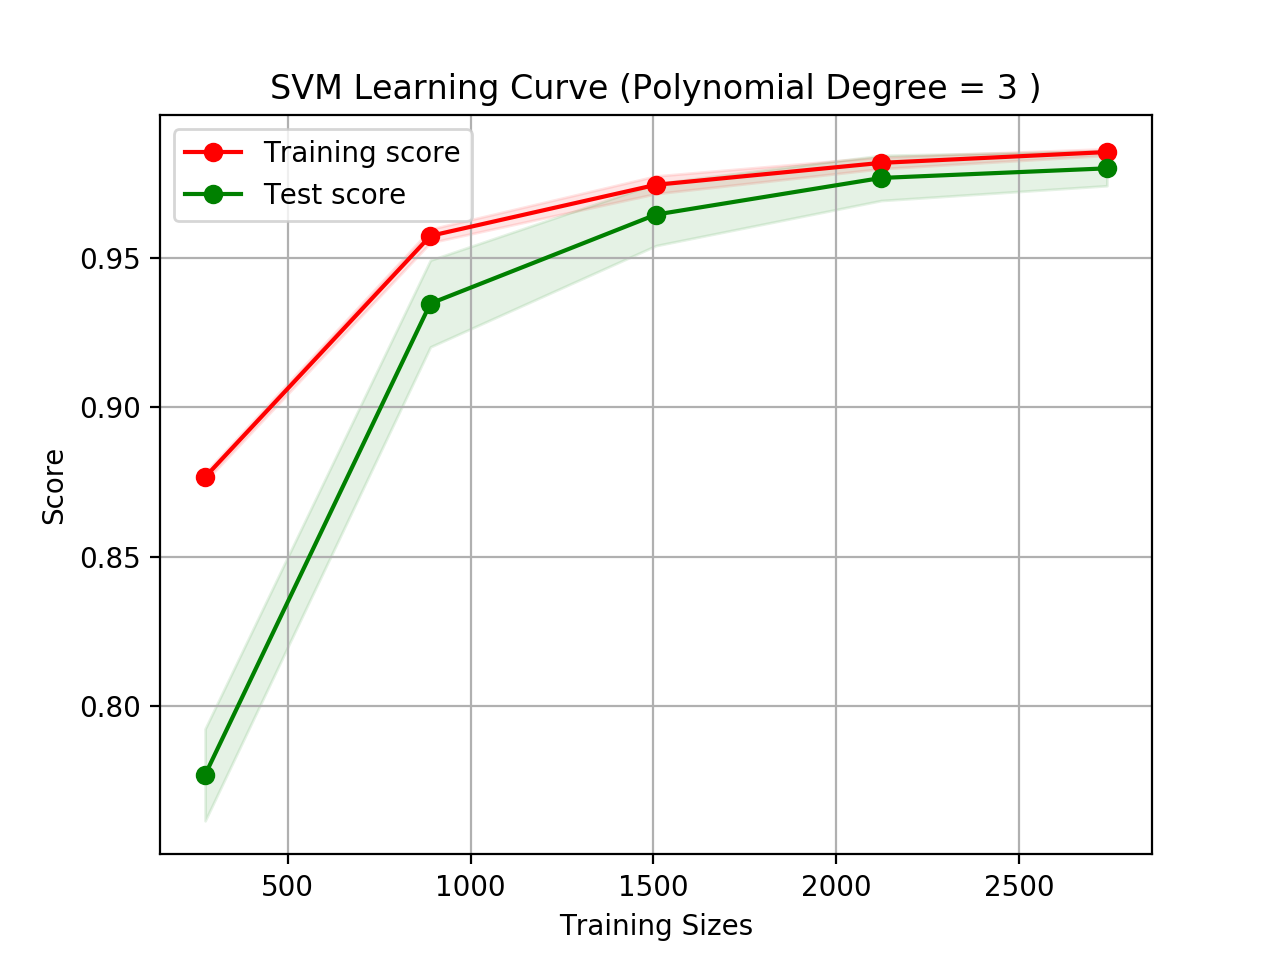 SVM Learning Curve (Polynomial Degree = 3 )
Training score
Test score
0.95
0.90
0.85
0.80
Score
500 1000 1500 2000 2500
Training Sizes